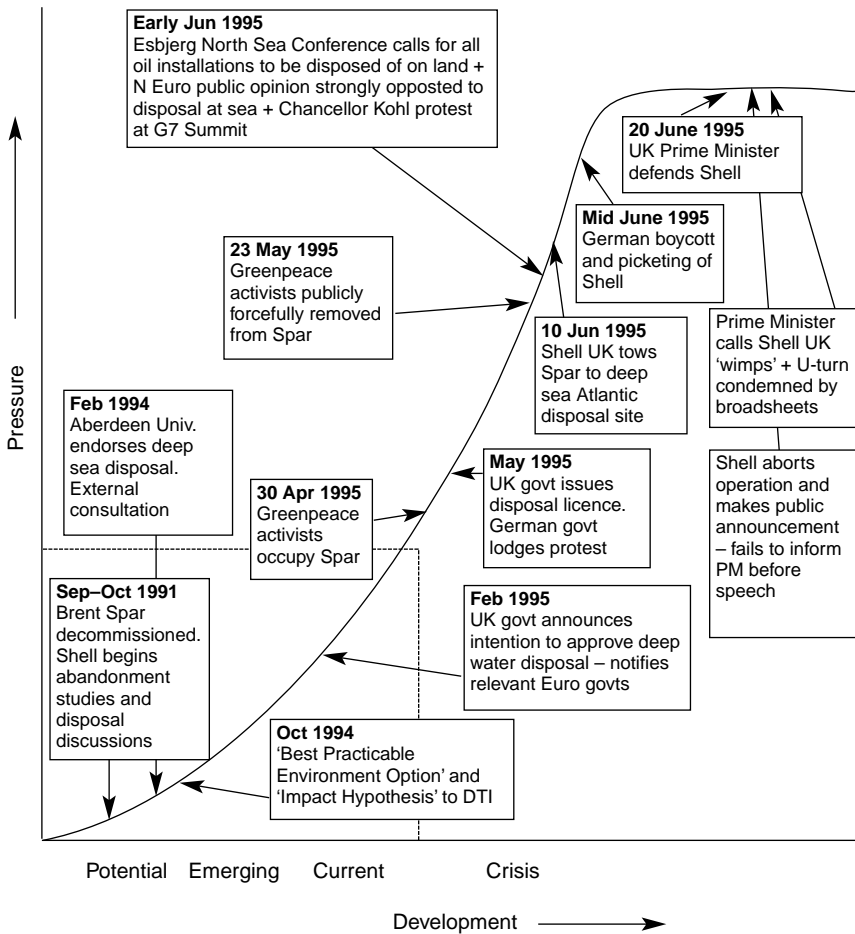 Early Jun 1995
Esbjerg North Sea Conference calls for all
oil installations to be disposed of on land +
N Euro public opinion strongly opposted to
disposal at sea + Chancellor Kohl protest
at G7 Summit
20 June 1995
UK Prime Minister
defends Shell
Mid June 1995
German boycott
and picketing of
Shell
23 May 1995
Greenpeace
activists publicly
forcefully removed
from Spar
10 Jun 1995
Shell UK tows
Spar to deep
sea Atlantic
disposal site
Prime Minister
calls Shell UK
‘wimps’ + U-turn
condemned by
broadsheets
Pressure
Feb 1994
Aberdeen Univ.
endorses deep
sea disposal.
External
consultation
30 Apr 1995
Greenpeace
activists
occupy Spar
May 1995
UK govt issues
disposal licence.
German govt
lodges protest
Shell aborts
operation and
makes public
announcement
– fails to inform
PM before
speech
Sep–Oct 1991
Brent Spar
decommissioned.
Shell begins
abandonment
studies and
disposal
discussions
Feb 1995
UK govt announces
intention to approve deep
water disposal – notifies
relevant Euro govts
Oct 1994
‘Best Practicable
Environment Option’ and
‘Impact Hypothesis’ to DTI
Potential Emerging Current Crisis
Development